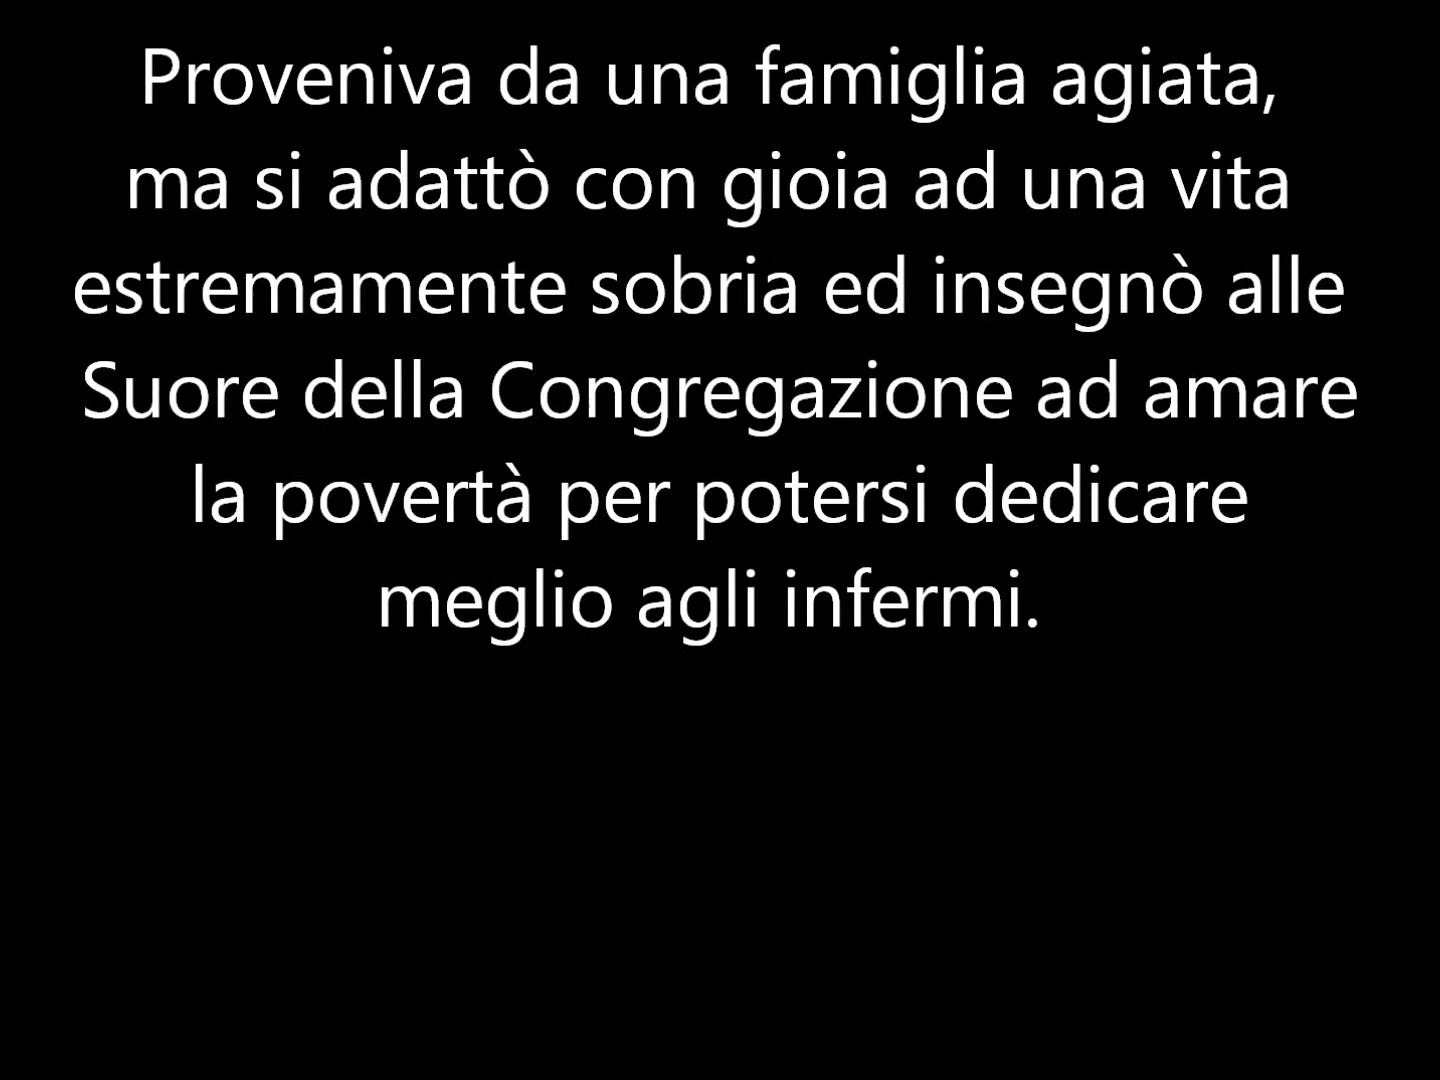 Proveniva da una famiglia agiata,
ma si adattò con gioia ad una vita
estremamente sobria ed insegnò alle
Suore della Congregazione ad amare
la povertà per potersi dedicare
meglio agli infermi.